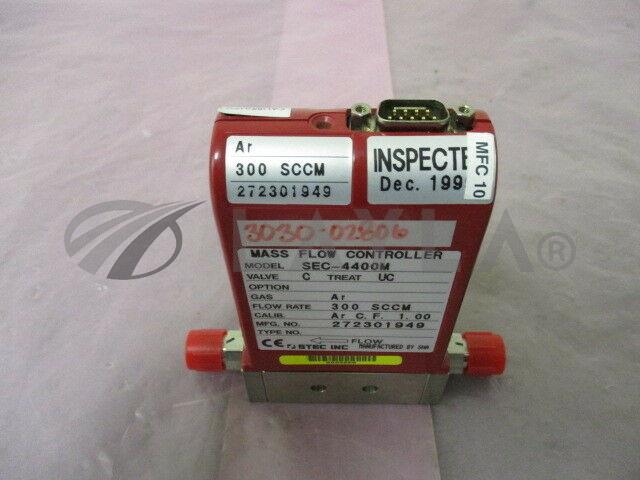 Ar
300 SCCM
272301949
INSPECTE
Dec. 199
MFC 10
3030-02606
MASS FLOW CONTROLLER
MODEL SEC-4400M
VALVE C TREAT UC
OPTION
GAS Ar
FLOW RATE 300 SCCM
CALIB. Ar C.F. 1.00
MFG. NO. 272301949
TYPE NO.
CE FLOW
STEC INC MANUFACTURED BY SHA